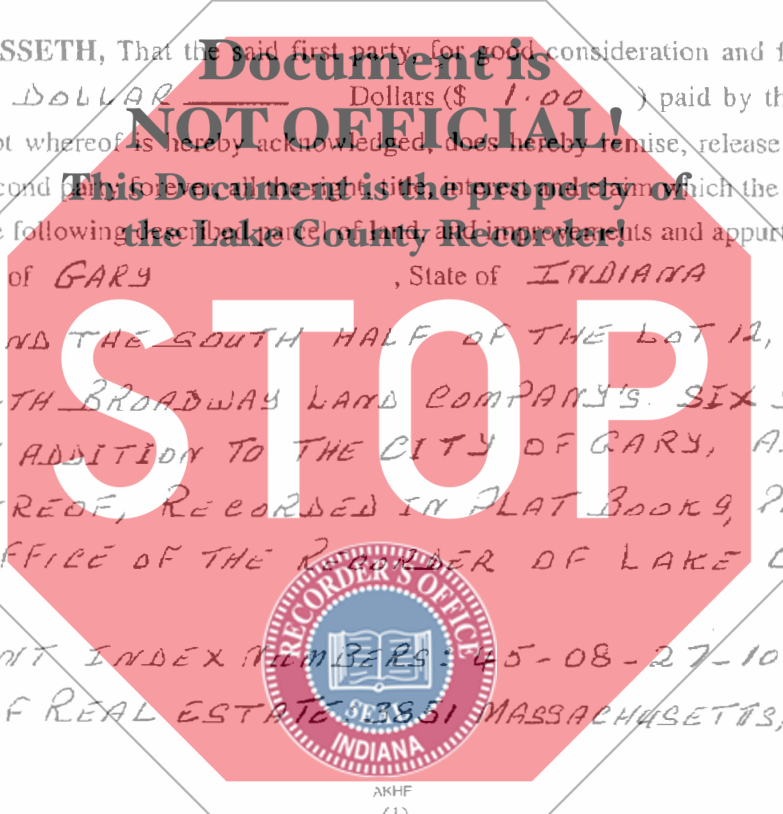 SSETH, That the said first party, for good consideration and f
Document is
DOLLAR Dollars ($ 1.00 ) paid by th
NOT OFFICIAL!
pt whereof is hereby acknowledged, does hereby remise, release
This Document is the property of
cond party forever, all the right, title, interest and claim which the
the Lake County Recorder!
e following described parcel of land, and improvements and appurt
of GARY , State of INDIANA
STOP
ND THE SOUTH HALF OF THE LOT 12,
TH BROADWAY LAND COMPANY'S SIX S
ADDITION TO THE CITY OF GARY, A
REOF, RECORDED IN PLAT BOOK 9, P
FFICE OF THE RECORDER OF LAKE C
RECORDER'S OFFICE
NT INDEX NUMBERS: 45-08-27-10
SEAL
F REAL ESTATE: 3851 MASSACHUSETTS,
INDIANA
AKHF
(1)